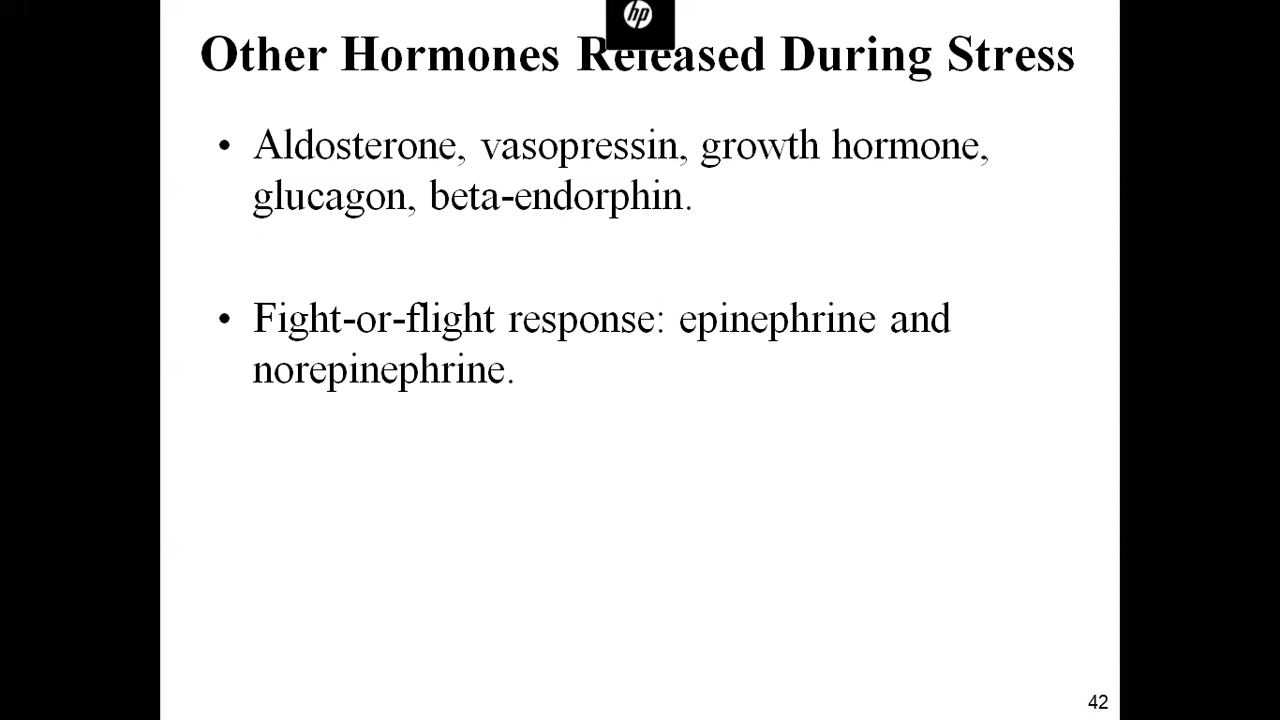 hp
Other Hormones Released During Stress
• Aldosterone, vasopressin, growth hormone,
glucagon, beta-endorphin.
• Fight-or-flight response: epinephrine and
norepinephrine.
42